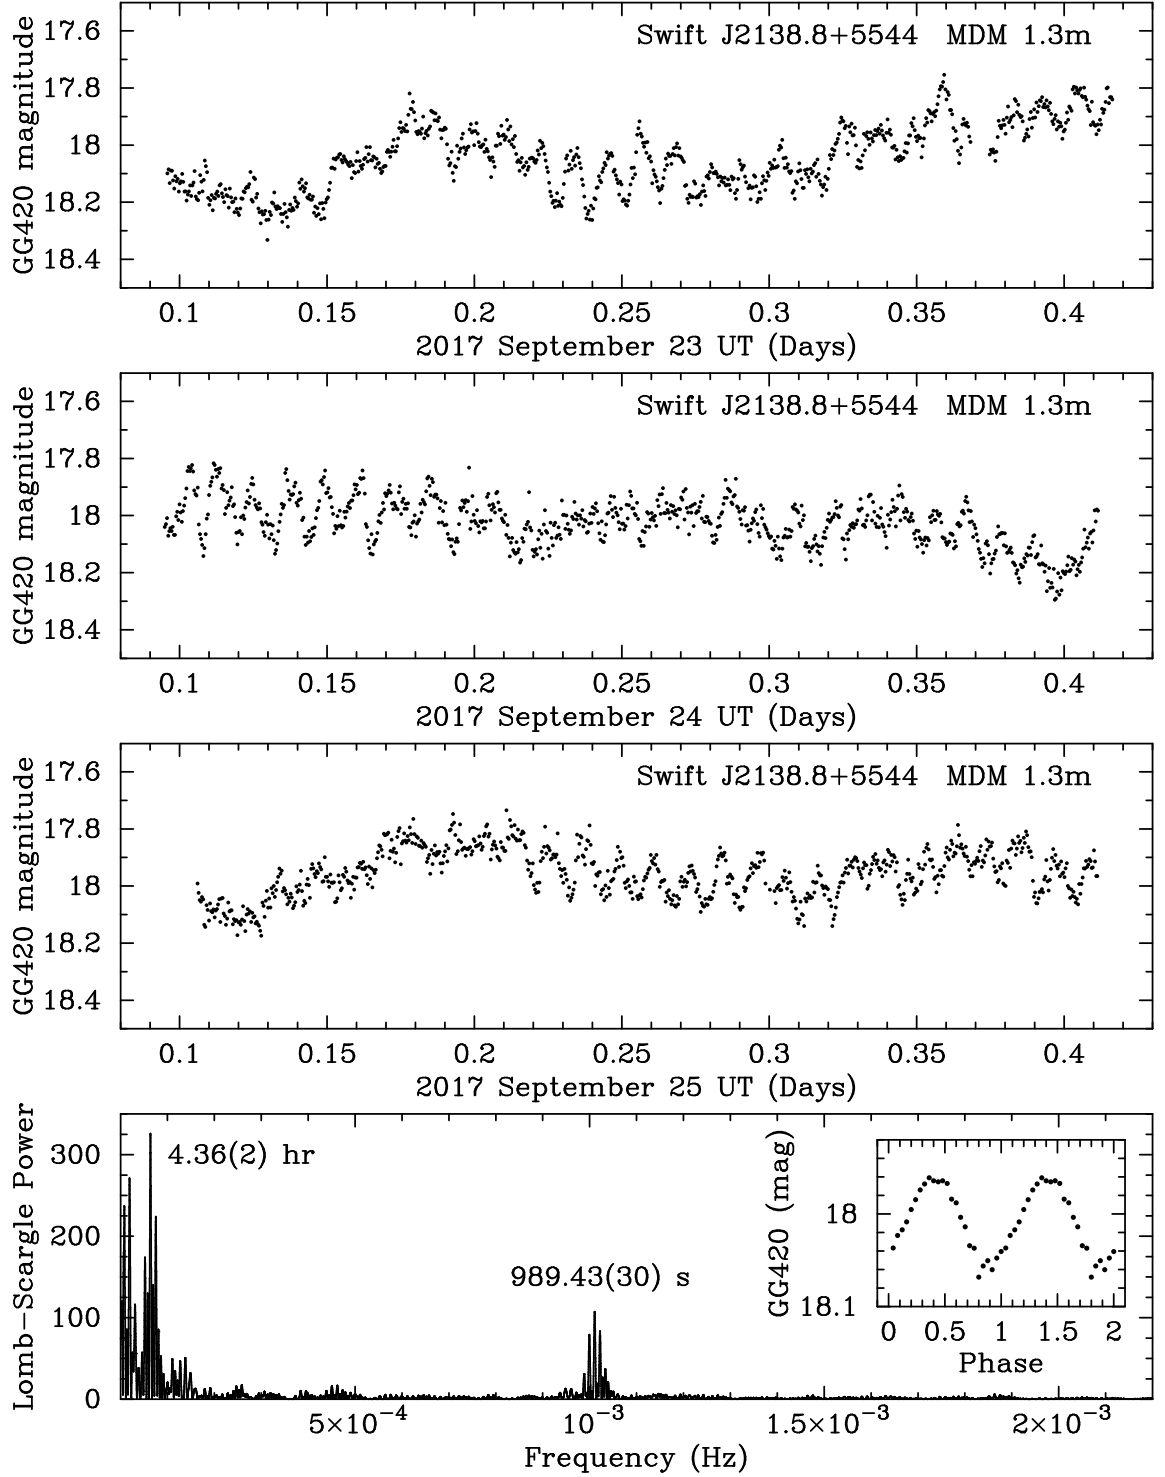 Swift J2138.8+5544 MDM 1.3m
GG420 magnitude
17.6
17.8
18
18.2
18.4
0.1 0.15 0.2 0.25 0.3 0.35 0.4
2017 September 23 UT (Days)
Swift J2138.8+5544 MDM 1.3m
GG420 magnitude
17.6
17.8
18
18.2
18.4
0.1 0.15 0.2 0.25 0.3 0.35 0.4
2017 September 24 UT (Days)
Swift J2138.8+5544 MDM 1.3m
GG420 magnitude
17.6
17.8
18
18.2
18.4
0.1 0.15 0.2 0.25 0.3 0.35 0.4
2017 September 25 UT (Days)
Lomb−Scargle Power
300
200
100
0
4.36(2) hr
989.43(30) s
GG420 (mag)
18
18.1
0 0.5 1 1.5 2
Phase
5×10⁻⁴ 10⁻³ 1.5×10⁻³ 2×10⁻³
Frequency (Hz)